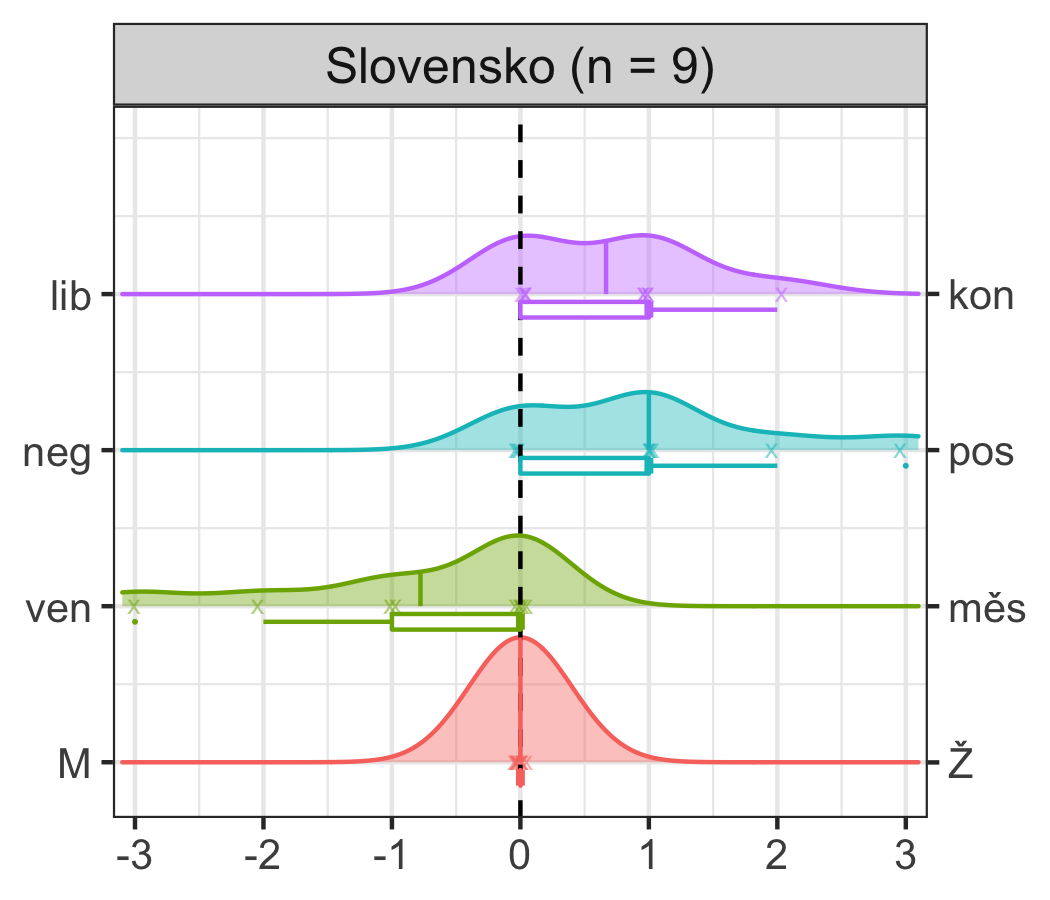 Slovensko (n = 9)
lib kon
neg pos
ven měs
M Ž
-3 -2 -1 0 1 2 3